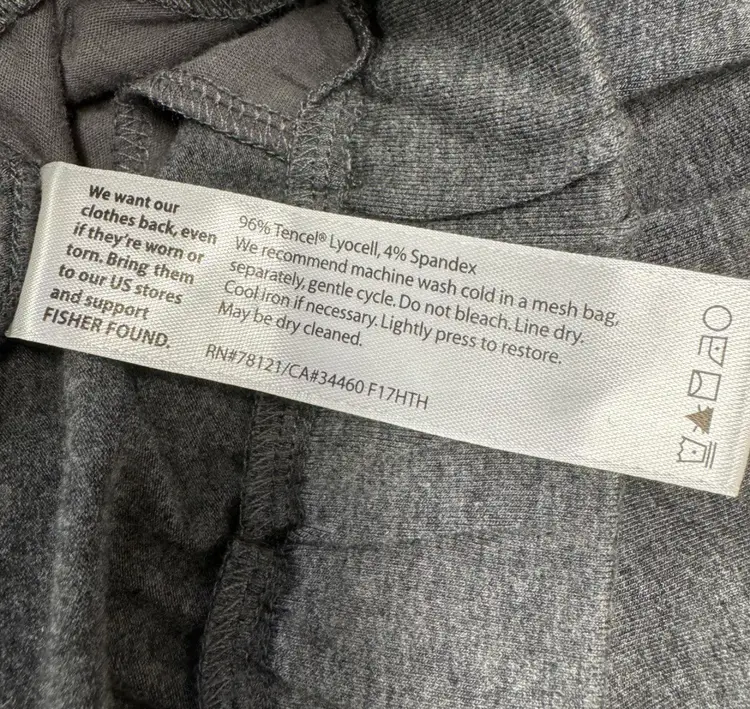 We want our
clothes back, even
if they're worn or
torn. Bring them
to our US stores
and support
FISHER FOUND.
96% Tencel® Lyocell, 4% Spandex
We recommend machine wash cold in a mesh bag,
separately, gentle cycle. Do not bleach. Line dry.
Cool iron if necessary. Lightly press to restore.
May be dry cleaned.
RN#78121/CA#34460 F17HTH